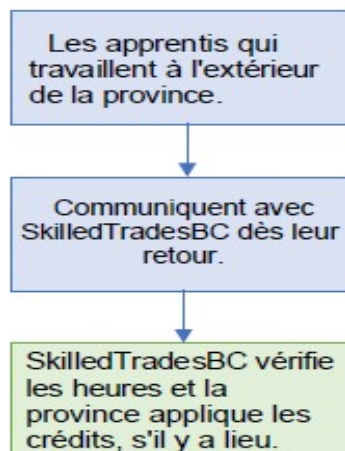 Les apprentis qui
travaillent à l'extérieur
de la province.
Communiquent avec
SkilledTradesBC dès leur
retour.
SkilledTradesBC vérifie
les heures et la
province applique les
crédits, s'il y a lieu.